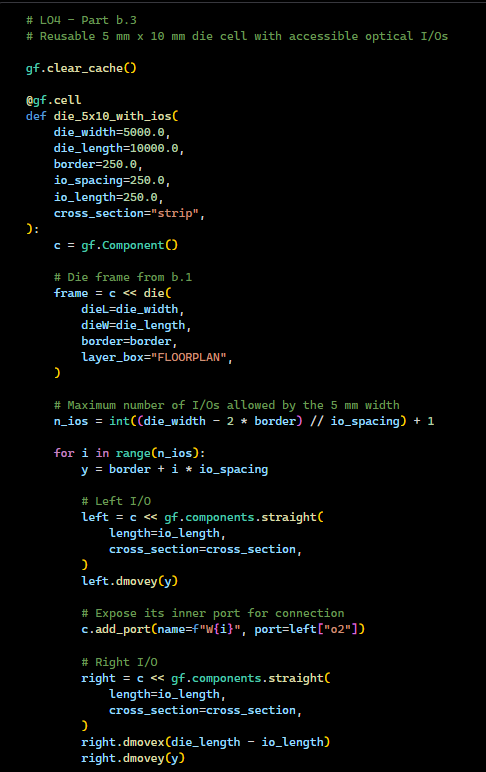 # LO4 – Part b.3
# Reusable 5 mm x 10 mm die cell with accessible optical I/Os
gf.clear_cache()
@gf.cell
def die_5x10_with_ios(
    die_width=5000.0,
    die_length=10000.0,
    border=250.0,
    io_spacing=250.0,
    io_length=250.0,
    cross_section="strip",
):
    c = gf.Component()
    # Die frame from b.1
    frame = c << die(
        dieL=die_width,
        dieW=die_length,
        border=border,
        layer_box="FLOORPLAN",
    )
    # Maximum number of I/Os allowed by the 5 mm width
    n_ios = int((die_width - 2 * border) // io_spacing) + 1
    for i in range(n_ios):
        y = border + i * io_spacing
        # Left I/O
        left = c << gf.components.straight(
            length=io_length,
            cross_section=cross_section,
        )
        left.dmovey(y)
        # Expose its inner port for connection
        c.add_port(name=f"W{i}", port=left["o2"])
        # Right I/O
        right = c << gf.components.straight(
            length=io_length,
            cross_section=cross_section,
        )
        right.dmovex(die_length - io_length)
        right.dmovey(y)